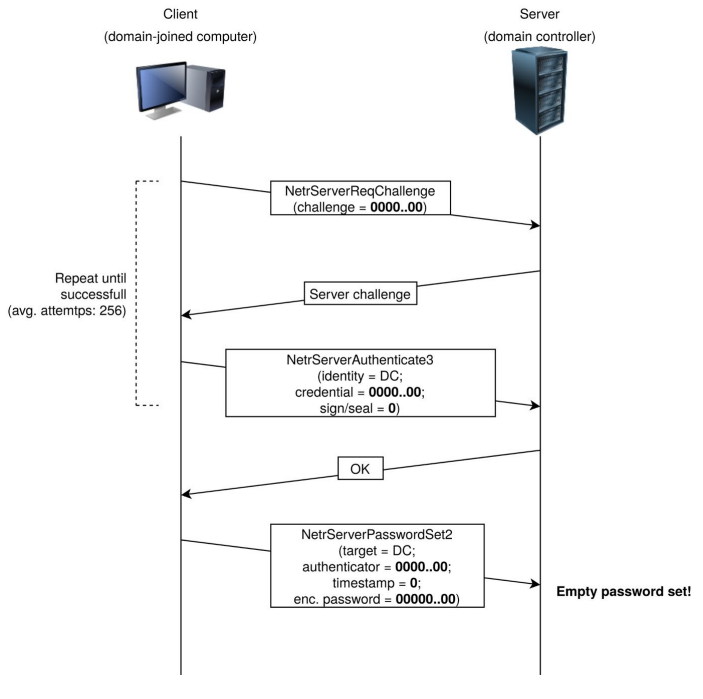 Client
(domain-joined computer)
Server
(domain controller)
NetrServerReqChallenge
(challenge = 0000..00)
Repeat until
successfull
(avg. attemtps: 256)
Server challenge
NetrServerAuthenticate3
(identity = DC;
credential = 0000..00;
sign/seal = 0)
OK
NetrServerPasswordSet2
(target = DC;
authenticator = 0000..00;
timestamp = 0;
enc. password = 00000..00)
Empty password set!